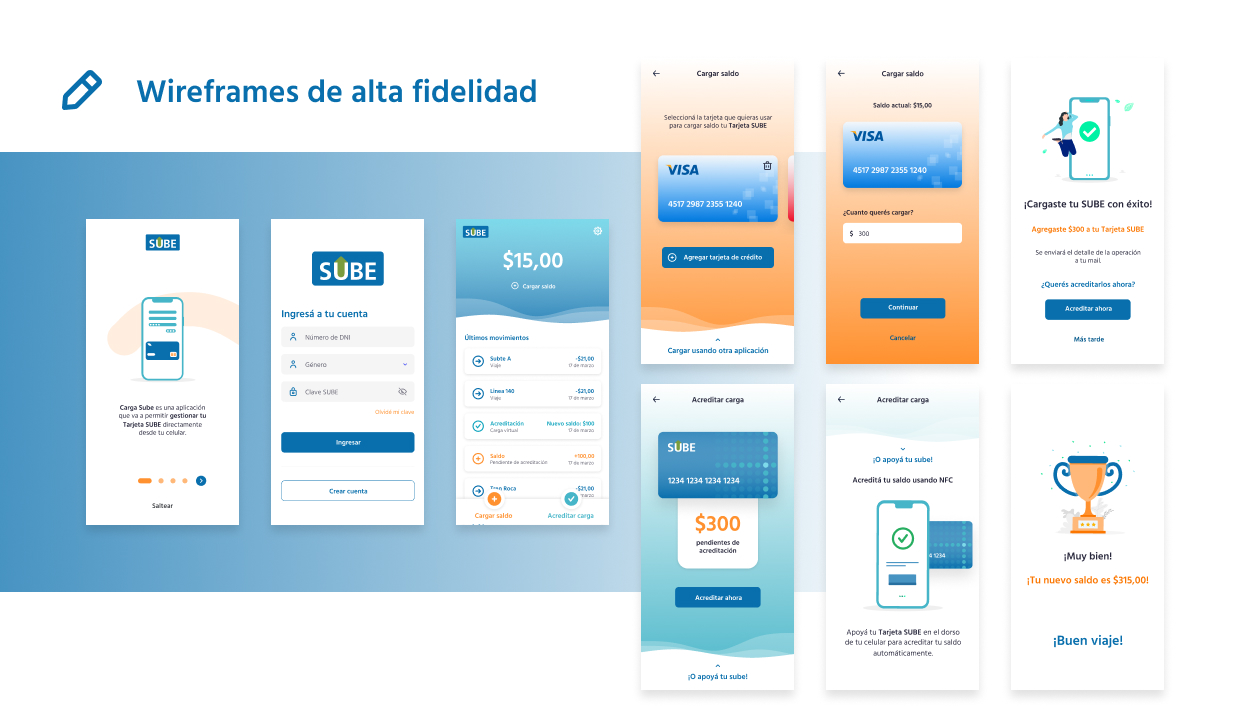 Wireframes de alta fidelidad
SUBE
Carga Sube es una aplicación
que va a permitir gestionar tu
Tarjeta SUBE directamente
desde tu celular.
Saltear
SUBE
Ingresá a tu cuenta
Número de DNI
Género
Clave SUBE
Olvidé mi clave
Ingresar
Crear cuenta
SUBE
$15,00
Cargar saldo
Últimos movimientos
Subte A -$21,00
Viaje 17 de marzo
Linea 140 -$21,00
Viaje 17 de marzo
Acreditación Nuevo saldo: $100
Carga virtual 17 de marzo
Saldo +100,00
Pendiente de acreditación 17 de marzo
Roca -$21,00
Cargar saldo Acreditar carga
Cargar saldo
Seleccioná la tarjeta que quieras usar
para cargar saldo tu Tarjeta SUBE
VISA
4517 2987 2355 1240
Agregar tarjeta de crédito
Cargar usando otra aplicación
Cargar saldo
Saldo actual: $15,00
VISA
4517 2987 2355 1240
¿Cuanto querés cargar?
$ 300
Continuar
Cancelar
¡Cargaste tu SUBE con éxito!
Agregaste $300 a tu Tarjeta SUBE
Se enviará el detalle de la operación
a tu mail
¿Querés acreditarlos ahora?
Acreditar ahora
Más tarde
Acreditar carga
SUBE
1234 1234 1234 1234
$300
pendientes de
acreditación
Acreditar ahora
¡O apoyá tu sube!
Acreditar carga
¡O apoyá tu sube!
Acreditá tu saldo usando NFC
4 1234
Apoyá tu Tarjeta SUBE en el dorso
de tu celular para acreditar tu saldo
automáticamente.
¡Muy bien!
¡Tu nuevo saldo es $315,00!
¡Buen viaje!